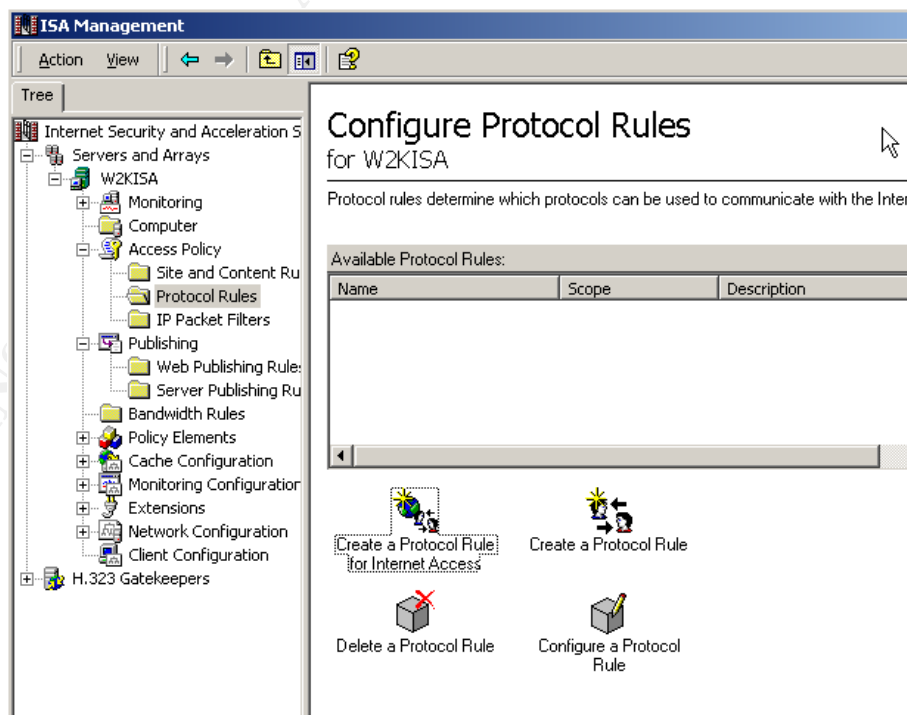 ISA Management
Action View
Tree
Internet Security and Acceleration S
Servers and Arrays
W2KISA
Monitoring
Computer
Access Policy
Site and Content Ru
Protocol Rules
IP Packet Filters
Publishing
Web Publishing Rule
Server Publishing Ru
Bandwidth Rules
Policy Elements
Cache Configuration
Monitoring Configuration
Extensions
Network Configuration
Client Configuration
H.323 Gatekeepers
Configure Protocol Rules
for W2KISA
Protocol rules determine which protocols can be used to communicate with the Inter
Available Protocol Rules:
Name Scope Description
Create a Protocol Rule
for Internet Access
Create a Protocol Rule
Delete a Protocol Rule
Configure a Protocol
Rule